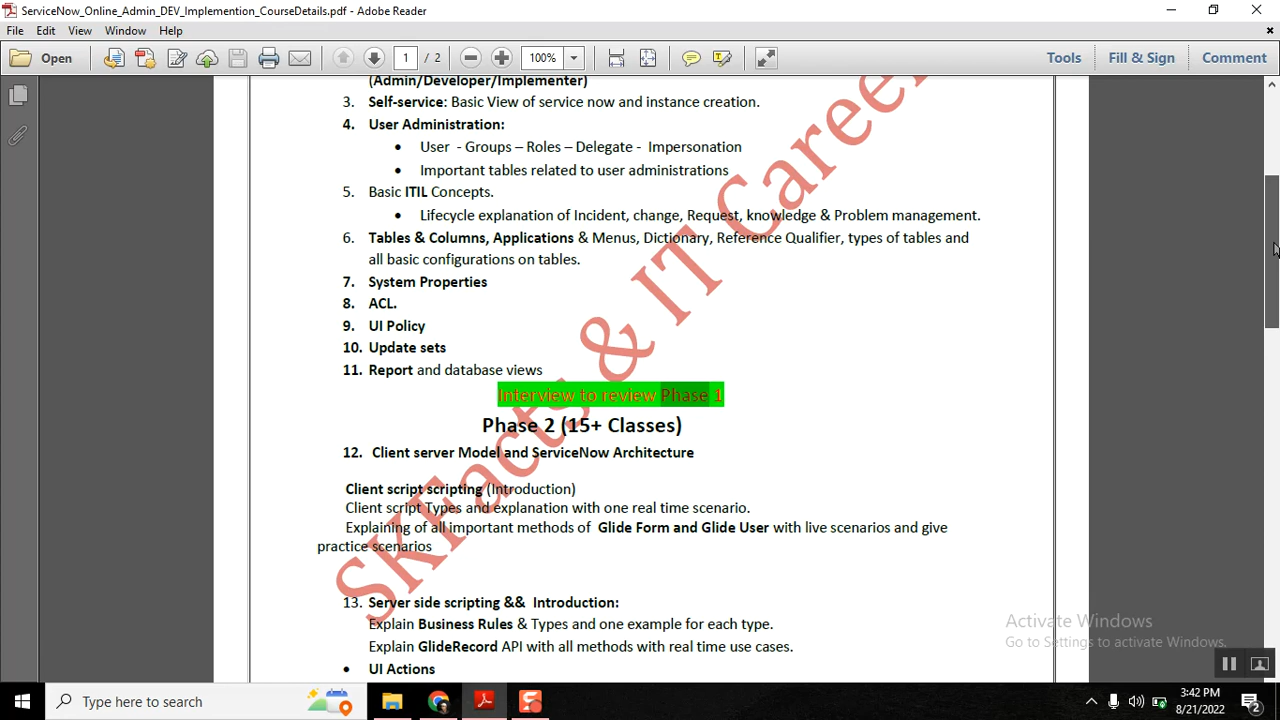 ServiceNow_Online_Admin_DEV_Implemention_CourseDetails.pdf - Adobe Reader
File Edit View Window Help
Open 1 / 2 100% Tools Fill & Sign Comment
(Admin/Developer/Implementer)
3. Self-service: Basic View of service now and instance creation.
4. User Administration:
• User - Groups – Roles – Delegate - Impersonation
• Important tables related to user administrations
5. Basic ITIL Concepts.
• Lifecycle explanation of Incident, change, Request, knowledge & Problem management.
6. Tables & Columns, Applications & Menus, Dictionary, Reference Qualifier, types of tables and
all basic configurations on tables.
7. System Properties
8. ACL.
9. UI Policy
10. Update sets
11. Report and database views
Interview to review Phase 1
Phase 2 (15+ Classes)
12. Client server Model and ServiceNow Architecture
Client script scripting (Introduction)
Client script Types and explanation with one real time scenario.
Explaining of all important methods of Glide Form and Glide User with live scenarios and give
practice scenarios
13. Server side scripting && Introduction:
Explain Business Rules & Types and one example for each type.
Explain GlideRecord API with all methods with real time use cases.
• UI Actions
SKFacts & IT Career
Activate Windows
Go to Settings to activate Windows.
Type here to search
3:42 PM
8/21/2022
2